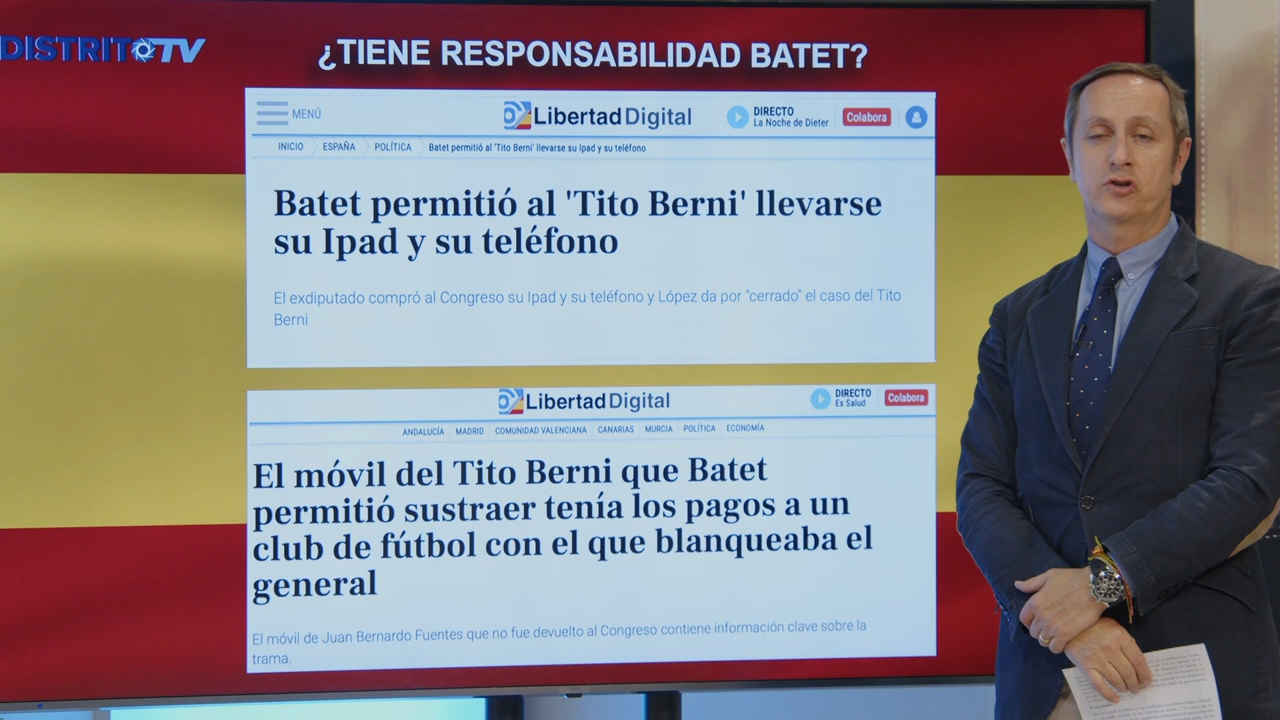 DISTRITOTV
¿TIENE RESPONSABILIDAD BATET?
MENÚ
Libertad Digital
DIRECTO
La Noche de Dieter
Colabora
INICIO ESPAÑA POLÍTICA Batet permitió al 'Tito Berni' llevarse su Ipad y su teléfono
Batet permitió al 'Tito Berni' llevarse
su Ipad y su teléfono
El exdiputado compró al Congreso su Ipad y su teléfono y López da por "cerrado" el caso del Tito
Berni
Libertad Digital
DIRECTO
Es Salud
Colabora
ANDALUCÍA MADRID COMUNIDAD VALENCIANA CANARIAS MURCIA POLÍTICA ECONOMÍA
El móvil del Tito Berni que Batet
permitió sustraer tenía los pagos a un
club de fútbol con el que blanqueaba el
general
El móvil de Juan Bernardo Fuentes que no fue devuelto al Congreso contiene información clave sobre la
trama.